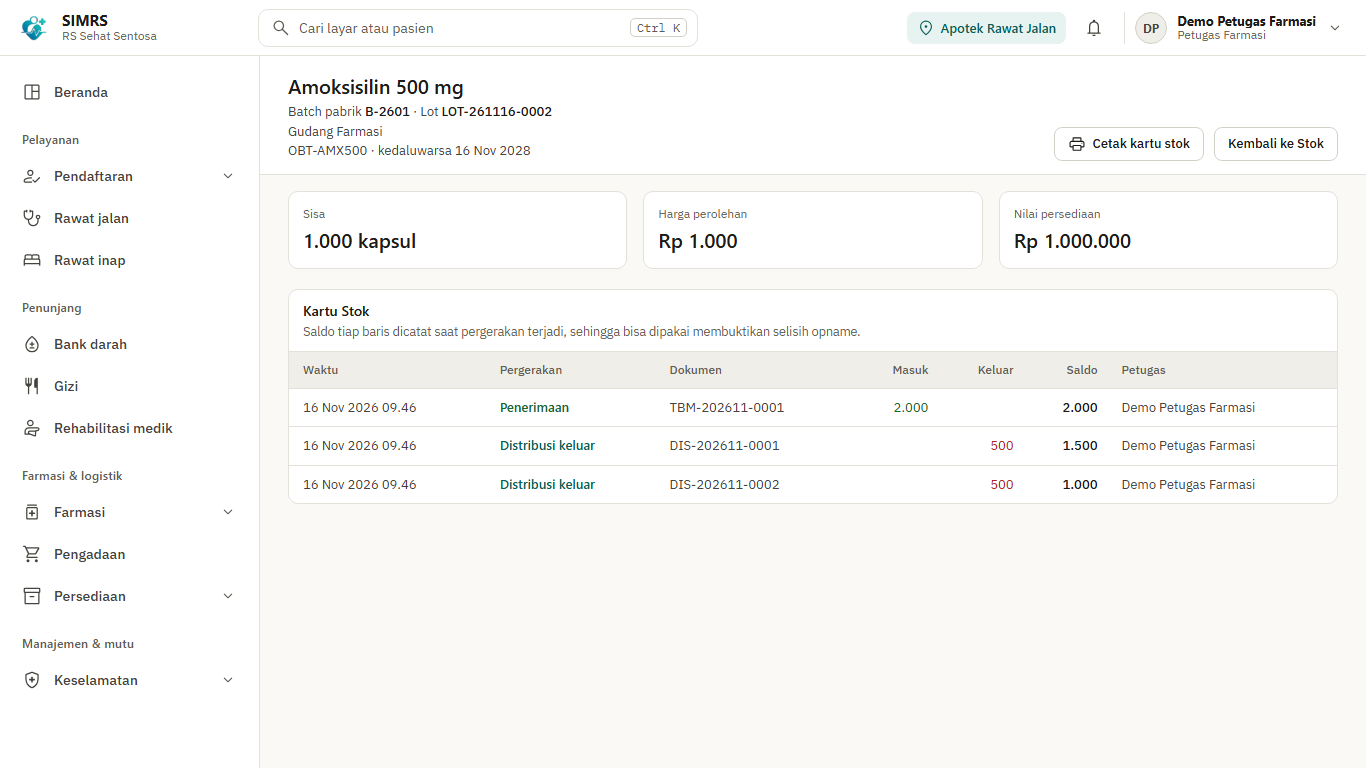 SIMRS
RS Sehat Sentosa
Cari layar atau pasien
Ctrl K
Apotek Rawat Jalan
DP
Demo Petugas Farmasi
Petugas Farmasi
Beranda
Pelayanan
Pendaftaran
Rawat jalan
Rawat inap
Penunjang
Bank darah
Gizi
Rehabilitasi medik
Farmasi & logistik
Farmasi
Pengadaan
Persediaan
Manajemen & mutu
Keselamatan
Amoksisilin 500 mg
Batch pabrik B-2601 · Lot LOT-261116-0002
Gudang Farmasi
OBT-AMX500 · kedaluwarsa 16 Nov 2028
Cetak kartu stok
Kembali ke Stok
Sisa
1.000 kapsul
Harga perolehan
Rp 1.000
Nilai persediaan
Rp 1.000.000
Kartu Stok
Saldo tiap baris dicatat saat pergerakan terjadi, sehingga bisa dipakai membuktikan selisih opname.
Waktu Pergerakan Dokumen Masuk Keluar Saldo Petugas
16 Nov 2026 09.46 Penerimaan TBM-202611-0001 2.000 2.000 Demo Petugas Farmasi
16 Nov 2026 09.46 Distribusi keluar DIS-202611-0001 500 1.500 Demo Petugas Farmasi
16 Nov 2026 09.46 Distribusi keluar DIS-202611-0002 500 1.000 Demo Petugas Farmasi